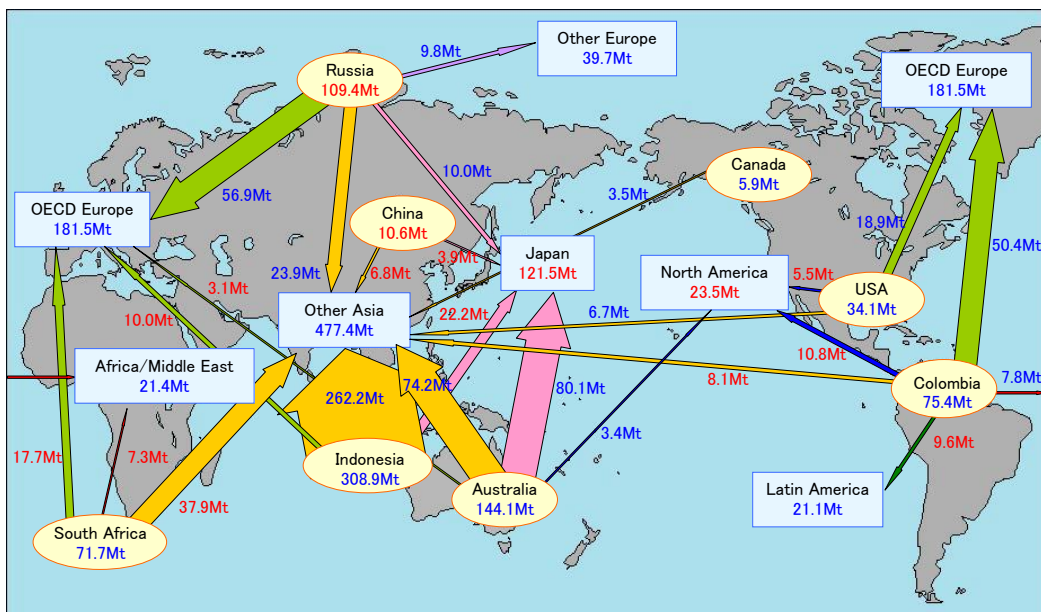 Other Europe
39.7Mt
9.8Mt
Russia
109.4Mt
OECD Europe
181.5Mt
10.0Mt
Canada
5.9Mt
3.5Mt
56.9Mt
OECD Europe
181.5Mt
China
10.6Mt
18.9Mt
50.4Mt
3.9Mt
Japan
121.5Mt
23.9Mt
6.8Mt
North America
23.5Mt
5.5Mt
USA
34.1Mt
3.1Mt
Other Asia
477.4Mt
22.2Mt
6.7Mt
10.0Mt
10.8Mt
Africa/Middle East
21.4Mt
262.2Mt
74.2Mt
80.1Mt
8.1Mt
Colombia
75.4Mt
7.8Mt
3.4Mt
9.6Mt
17.7Mt
7.3Mt
Indonesia
308.9Mt
37.9Mt
Australia
144.1Mt
Latin America
21.1Mt
South Africa
71.7Mt